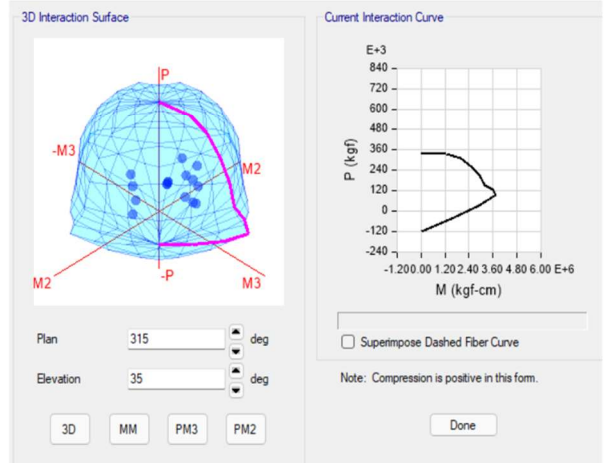 3D Interaction Surface
P
-M3
M2
M2
-P
M3
Plan
315
deg
Elevation
35
deg
3D
MM
PM3
PM2
Current Interaction Curve
E+3
840
720
600
480
360
240
120
0
-120
-240
-1.200.00 1.20 2.40 3.60 4.80 6.00 E+6
P (kgf)
M (kgf-cm)
Superimpose Dashed Fiber Curve
Note: Compression is positive in this form.
Done